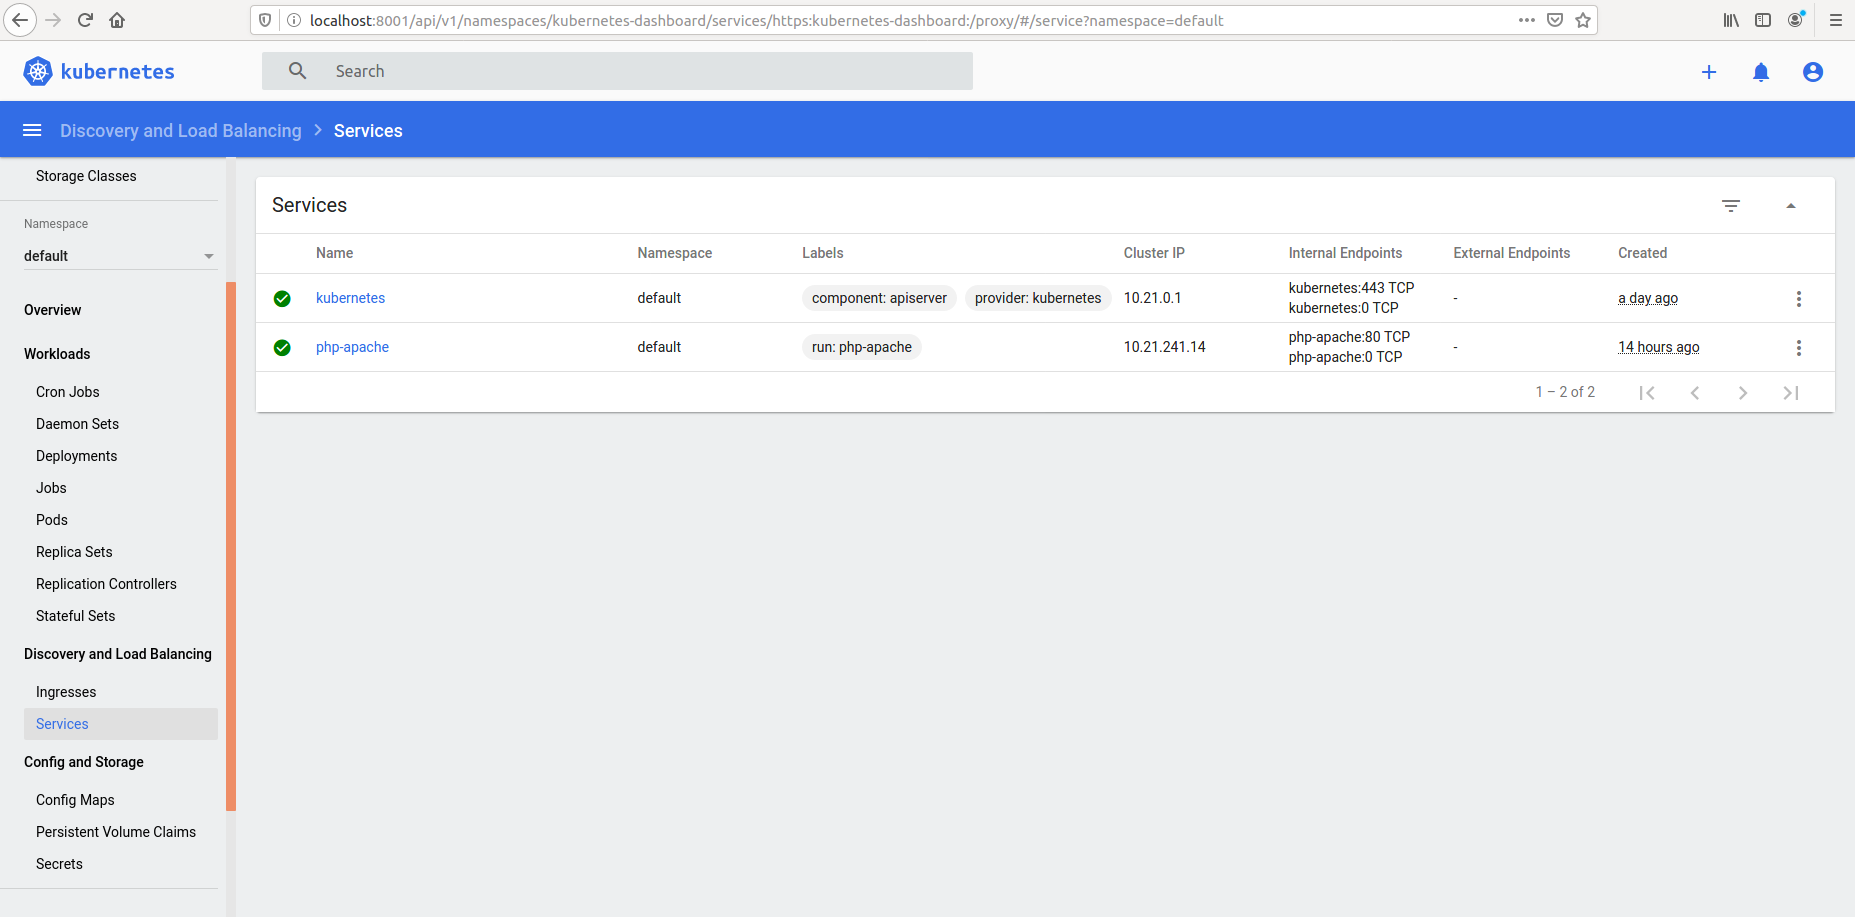 localhost:8001/api/v1/namespaces/kubernetes-dashboard/services/https:kubernetes-dashboard:/proxy/#/service?namespace=default
kubernetes
Search
Discovery and Load Balancing
Services
Storage Classes
Namespace
default
Overview
Workloads
Cron Jobs
Daemon Sets
Deployments
Jobs
Pods
Replica Sets
Replication Controllers
Stateful Sets
Discovery and Load Balancing
Ingresses
Services
Config and Storage
Config Maps
Persistent Volume Claims
Secrets
Services
Name Namespace Labels Cluster IP Internal Endpoints External Endpoints Created
kubernetes default component: apiserver provider: kubernetes 10.21.0.1 kubernetes:443 TCP - a day ago
kubernetes:0 TCP
php-apache default run: php-apache 10.21.241.14 php-apache:80 TCP - 14 hours ago
php-apache:0 TCP
1 – 2 of 2